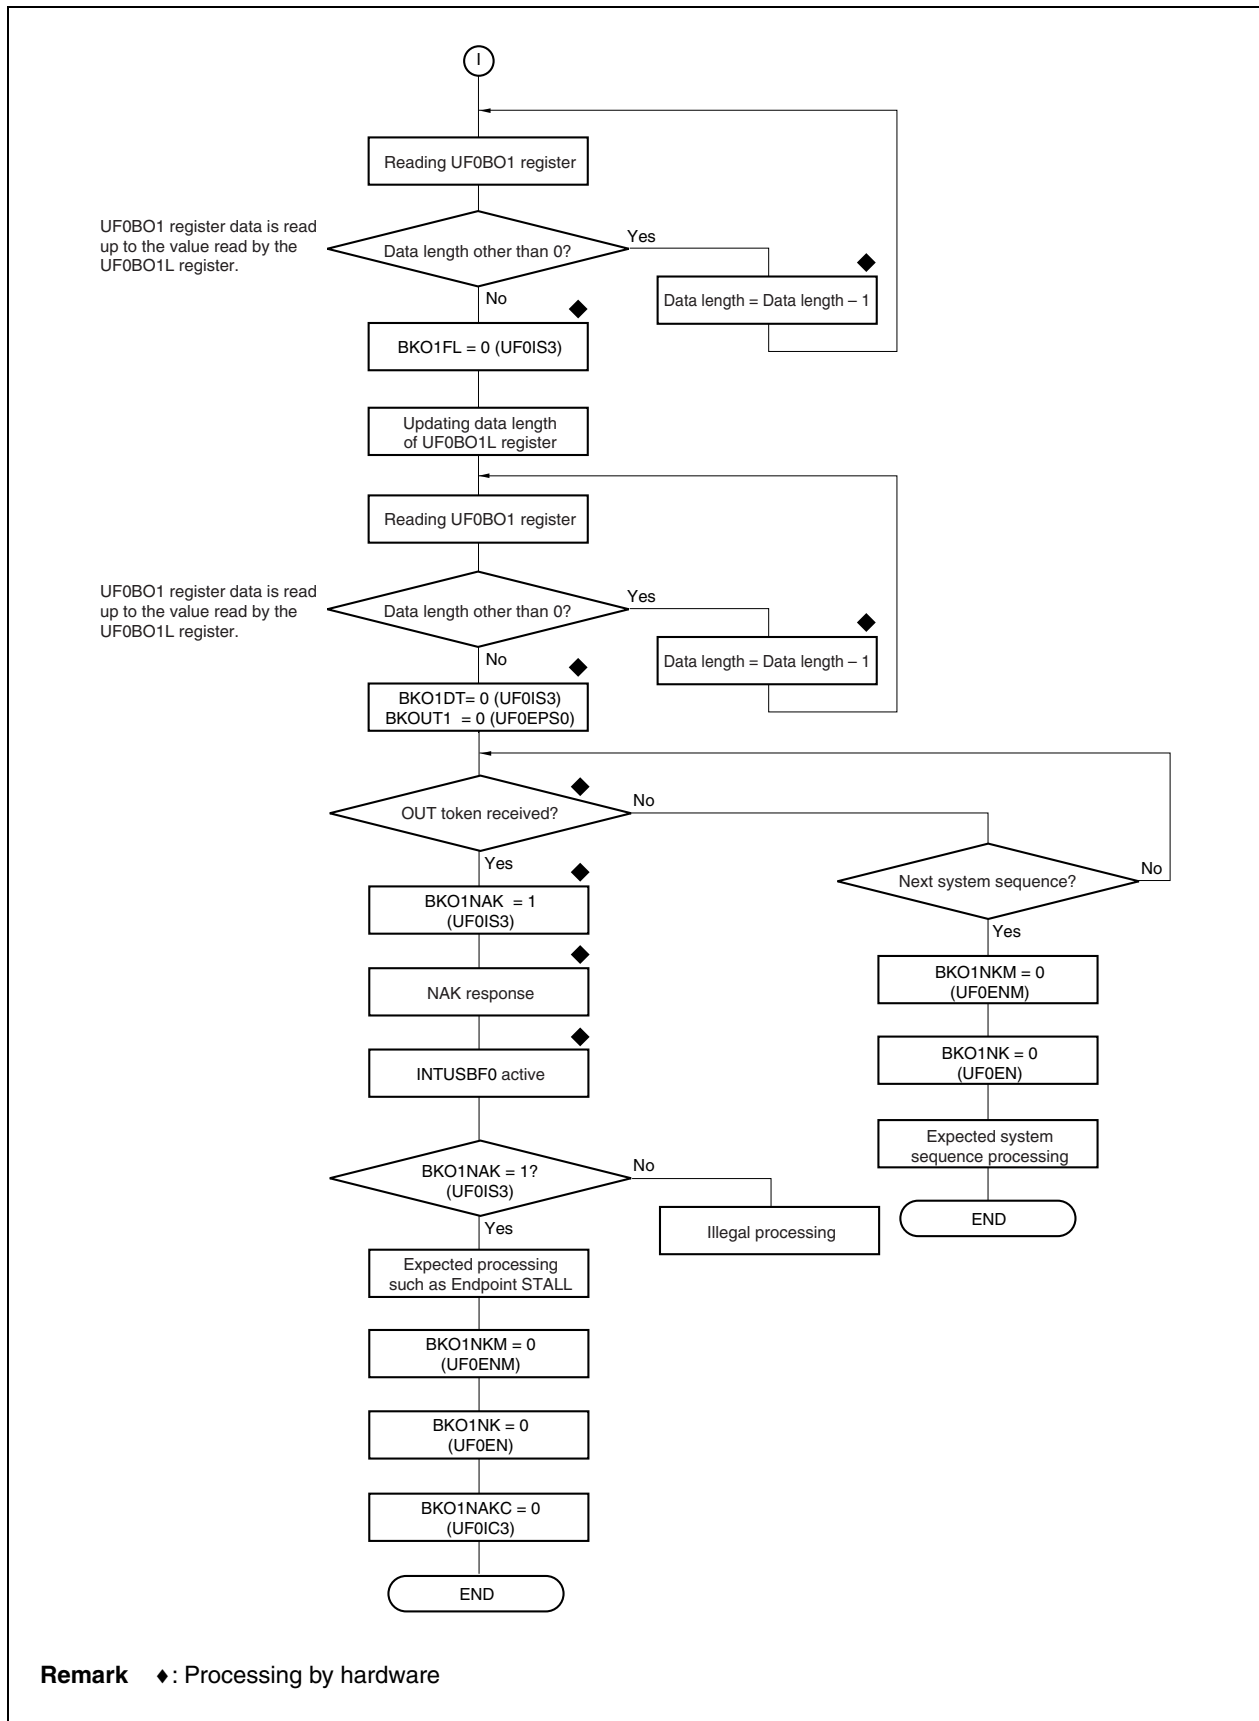 I
Reading UF0BO1 register
UF0BO1 register data is read
up to the value read by the
UF0BO1L register.
Data length other than 0?
Yes
Data length = Data length – 1
No
BKO1FL = 0 (UF0IS3)
Updating data length
of UF0BO1L register
Reading UF0BO1 register
UF0BO1 register data is read
up to the value read by the
UF0BO1L register.
Data length other than 0?
Yes
Data length = Data length – 1
No
BKO1DT= 0 (UF0IS3)
BKOUT1 = 0 (UF0EPS0)
OUT token received?
No
Next system sequence?
No
Yes
BKO1NAK = 1
(UF0IS3)
Yes
BKO1NKM = 0
(UF0ENM)
NAK response
BKO1NK = 0
(UF0EN)
INTUSBF0 active
Expected system
sequence processing
END
BKO1NAK = 1?
(UF0IS3)
No
Illegal processing
Yes
Expected processing
such as Endpoint STALL
BKO1NKM = 0
(UF0ENM)
BKO1NK = 0
(UF0EN)
BKO1NAKC = 0
(UF0IC3)
END
Remark ♦: Processing by hardware